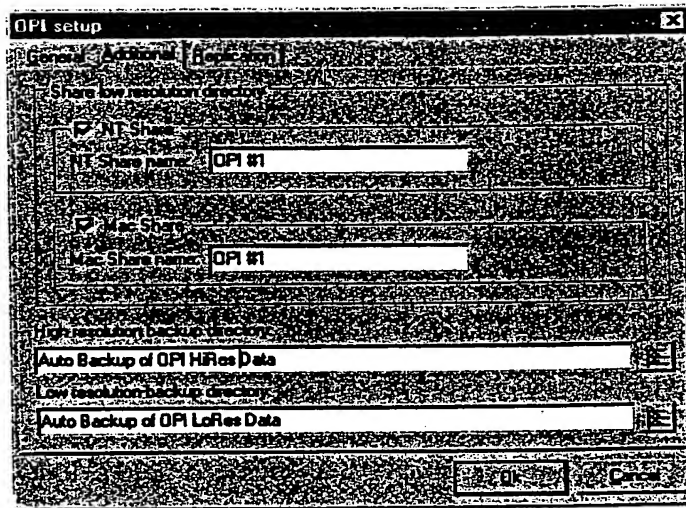 OPI setup
General Additional Replication
Share low resolution directory:
NT Share
NT Share name: OPI #1
Mac Share
Mac Share name: OPI #1
High resolution backup directory:
Auto Backup of OPI HiRes Data
Low resolution backup directory:
Auto Backup of OPI LoRes Data
OK Cancel